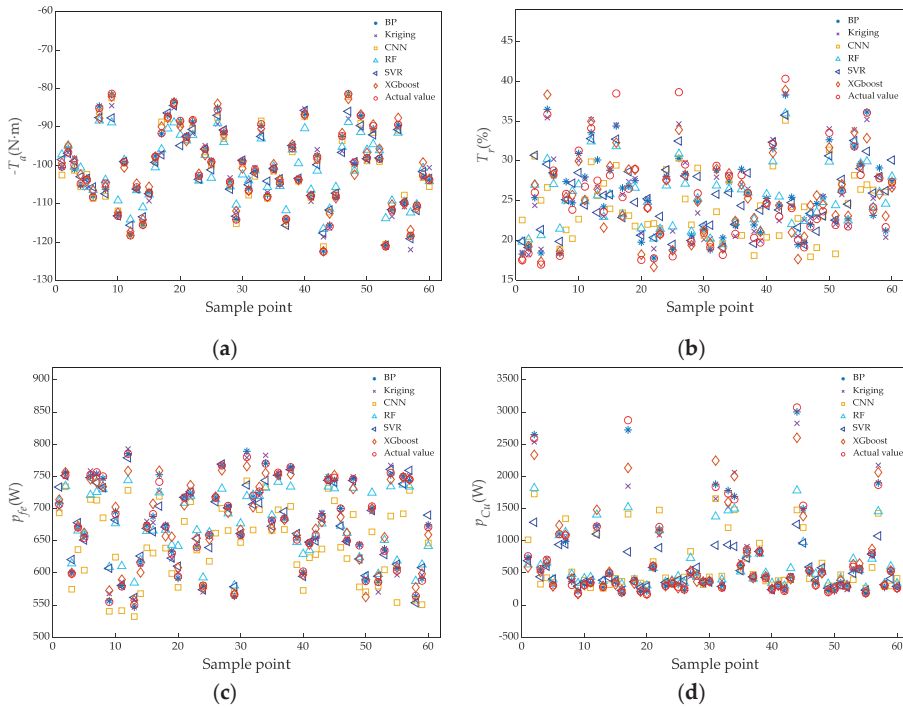 (a)
-60
-70
-80
-90
-100
-110
-120
-130
-Ta(N·m)
0 10 20 30 40 50 60
Sample point
BP
Kriging
CNN
RF
SVR
XGboost
Actual value
(b)
45
40
35
30
25
20
15
Tr(%)
0 10 20 30 40 50 60
Sample point
BP
Kriging
CNN
RF
SVR
XGboost
Actual value
(c)
900
850
800
750
700
650
600
550
500
pfe(W)
0 10 20 30 40 50 60
Sample point
BP
Kriging
CNN
RF
SVR
XGboost
Actual value
(d)
3500
3000
2500
2000
1500
1000
500
0
-500
pCu(W)
0 10 20 30 40 50 60
Sample point
BP
Kriging
CNN
RF
SVR
XGboost
Actual value